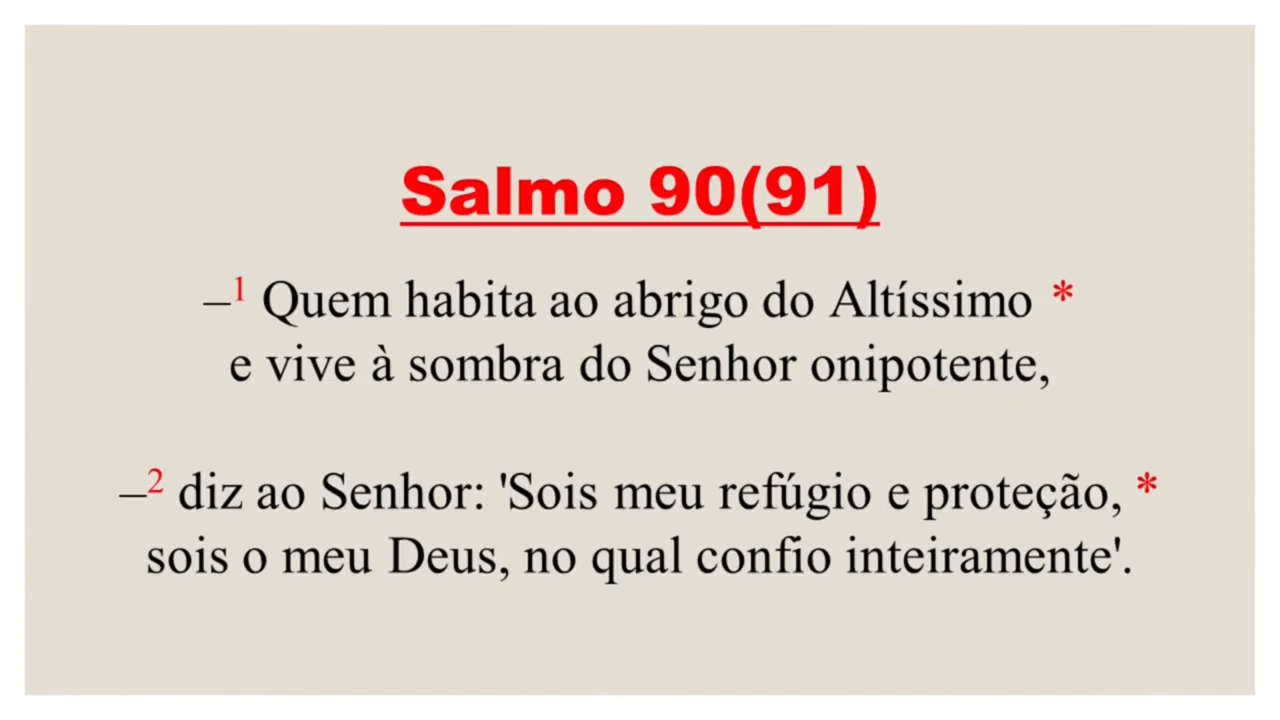 Salmo 90(91)
–1 Quem habita ao abrigo do Altíssimo *
e vive à sombra do Senhor onipotente,
–2 diz ao Senhor: 'Sois meu refúgio e proteção, *
sois o meu Deus, no qual confio inteiramente'.